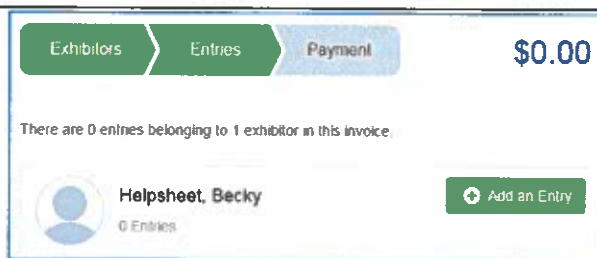 Exhibitors Entries Payment $0.00
There are 0 entries belonging to 1 exhibitor in this invoice.
Helpsheet, Becky
Add an Entry
0 Entries